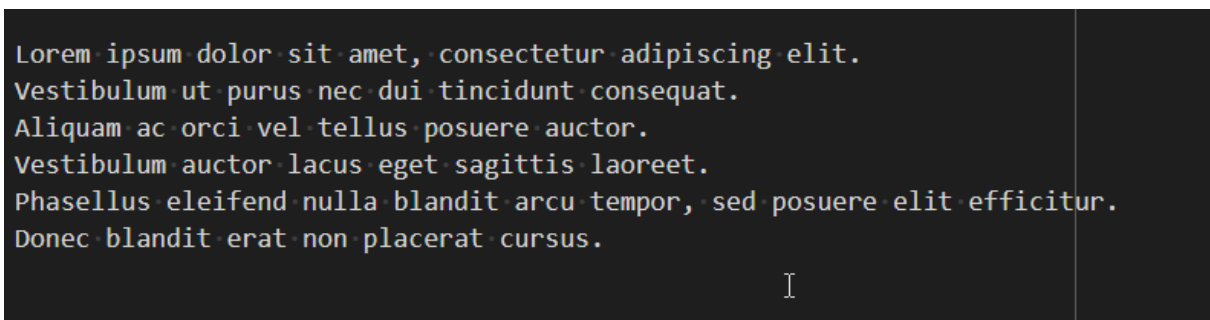 Lorem ipsum dolor sit amet, consectetur adipiscing elit.
Vestibulum ut purus nec dui tincidunt consequat.
Aliquam ac orci vel tellus posuere auctor.
Vestibulum auctor lacus eget sagittis laoreet.
Phasellus eleifend nulla blandit arcu tempor, sed posuere elit efficitur.
Donec blandit erat non placerat cursus.